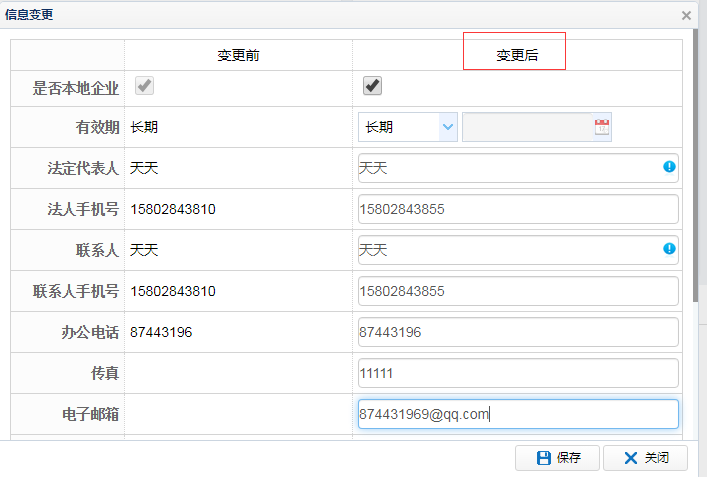 信息变更
变更前 变更后
是否本地企业
有效期 长期 长期
法定代表人 天天 天天
法人手机号 15802843810 15802843855
联系人 天天 天天
联系人手机号 15802843810 15802843855
办公电话 87443196 87443196
传真 11111
电子邮箱 874431969@qq.com
保存 关闭